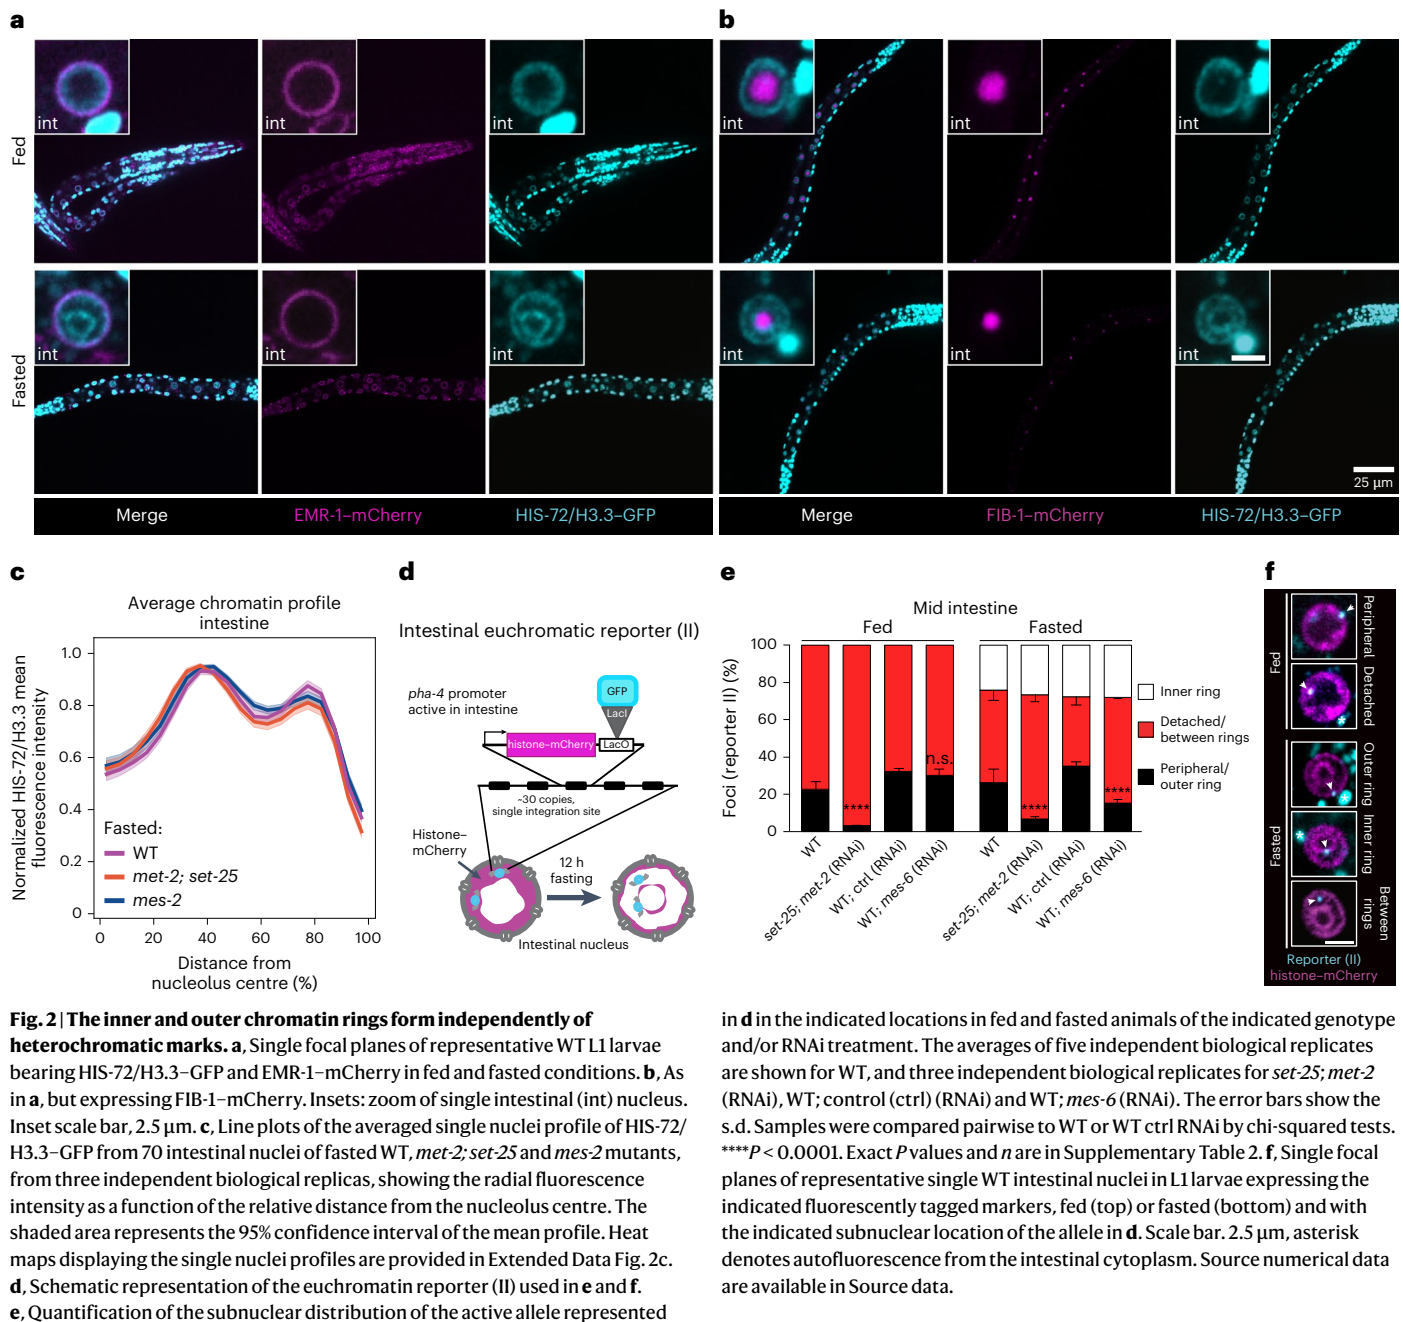 a
b
Fed
int
int
int
int
int
int
Fasted
int
int
int
int
int
int
25 μm
Merge
EMR-1–mCherry
HIS-72/H3.3–GFP
Merge
FIB-1–mCherry
HIS-72/H3.3–GFP
c
Average chromatin profile
intestine
Normalized HIS-72/H3.3 mean
fluorescence intensity
1.0
0.8
0.6
0.4
0.2
0
Fasted:
WT
met-2; set-25
mes-2
0
20
40
60
80
100
Distance from
nucleolus centre (%)
d
Intestinal euchromatic reporter (II)
pha-4 promoter
active in intestine
GFP
LacI
histone–mCherry
LacO
~30 copies,
single integration site
Histone–
mCherry
12 h
fasting
Intestinal nucleus
e
Mid intestine
Fed
Fasted
Foci (reporter II) (%)
100
80
60
40
20
0
****
n.s.
****
****
WT
set-25; met-2 (RNAi)
WT; ctrl (RNAi)
WT; mes-6 (RNAi)
WT
set-25; met-2 (RNAi)
WT; ctrl (RNAi)
WT; mes-6 (RNAi)
Inner ring
Detached/
between rings
Peripheral/
outer ring
f
Fed
Peripheral
Detached
*
Fasted
Outer ring
*
Inner ring
*
Between
rings
Reporter (II)
histone–mCherry
Fig. 2 | The inner and outer chromatin rings form independently of
heterochromatic marks. a, Single focal planes of representative WT L1 larvae
bearing HIS-72/H3.3–GFP and EMR-1–mCherry in fed and fasted conditions. b, As
in a, but expressing FIB-1–mCherry. Insets: zoom of single intestinal (int) nucleus.
Inset scale bar, 2.5 μm. c, Line plots of the averaged single nuclei profile of HIS-72/
H3.3–GFP from 70 intestinal nuclei of fasted WT, met-2; set-25 and mes-2 mutants,
from three independent biological replicas, showing the radial fluorescence
intensity as a function of the relative distance from the nucleolus centre. The
shaded area represents the 95% confidence interval of the mean profile. Heat
maps displaying the single nuclei profiles are provided in Extended Data Fig. 2c.
d, Schematic representation of the euchromatin reporter (II) used in e and f.
e, Quantification of the subnuclear distribution of the active allele represented
in d in the indicated locations in fed and fasted animals of the indicated genotype
and/or RNAi treatment. The averages of five independent biological replicates
are shown for WT, and three independent biological replicates for set-25; met-2
(RNAi), WT; control (ctrl) (RNAi) and WT; mes-6 (RNAi). The error bars show the
s.d. Samples were compared pairwise to WT or WT ctrl RNAi by chi-squared tests.
****P < 0.0001. Exact P values and n are in Supplementary Table 2. f, Single focal
planes of representative single WT intestinal nuclei in L1 larvae expressing the
indicated fluorescently tagged markers, fed (top) or fasted (bottom) and with
the indicated subnuclear location of the allele in d. Scale bar. 2.5 μm, asterisk
denotes autofluorescence from the intestinal cytoplasm. Source numerical data
are available in Source data.